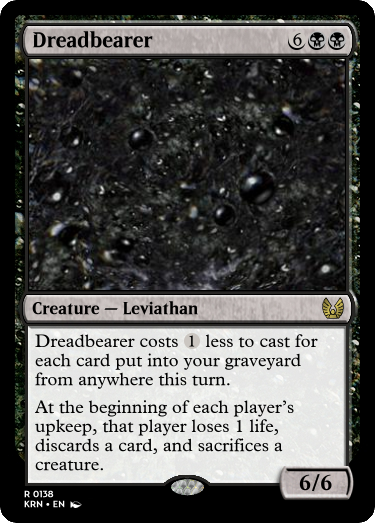 Dreadbearer 6
Creature — Leviathan
Dreadbearer costs 1 less to cast for
each card put into your graveyard
from anywhere this turn.
At the beginning of each player's
upkeep, that player loses 1 life,
discards a card, and sacrifices a
creature.
6/6
R 0138
KRN • EN